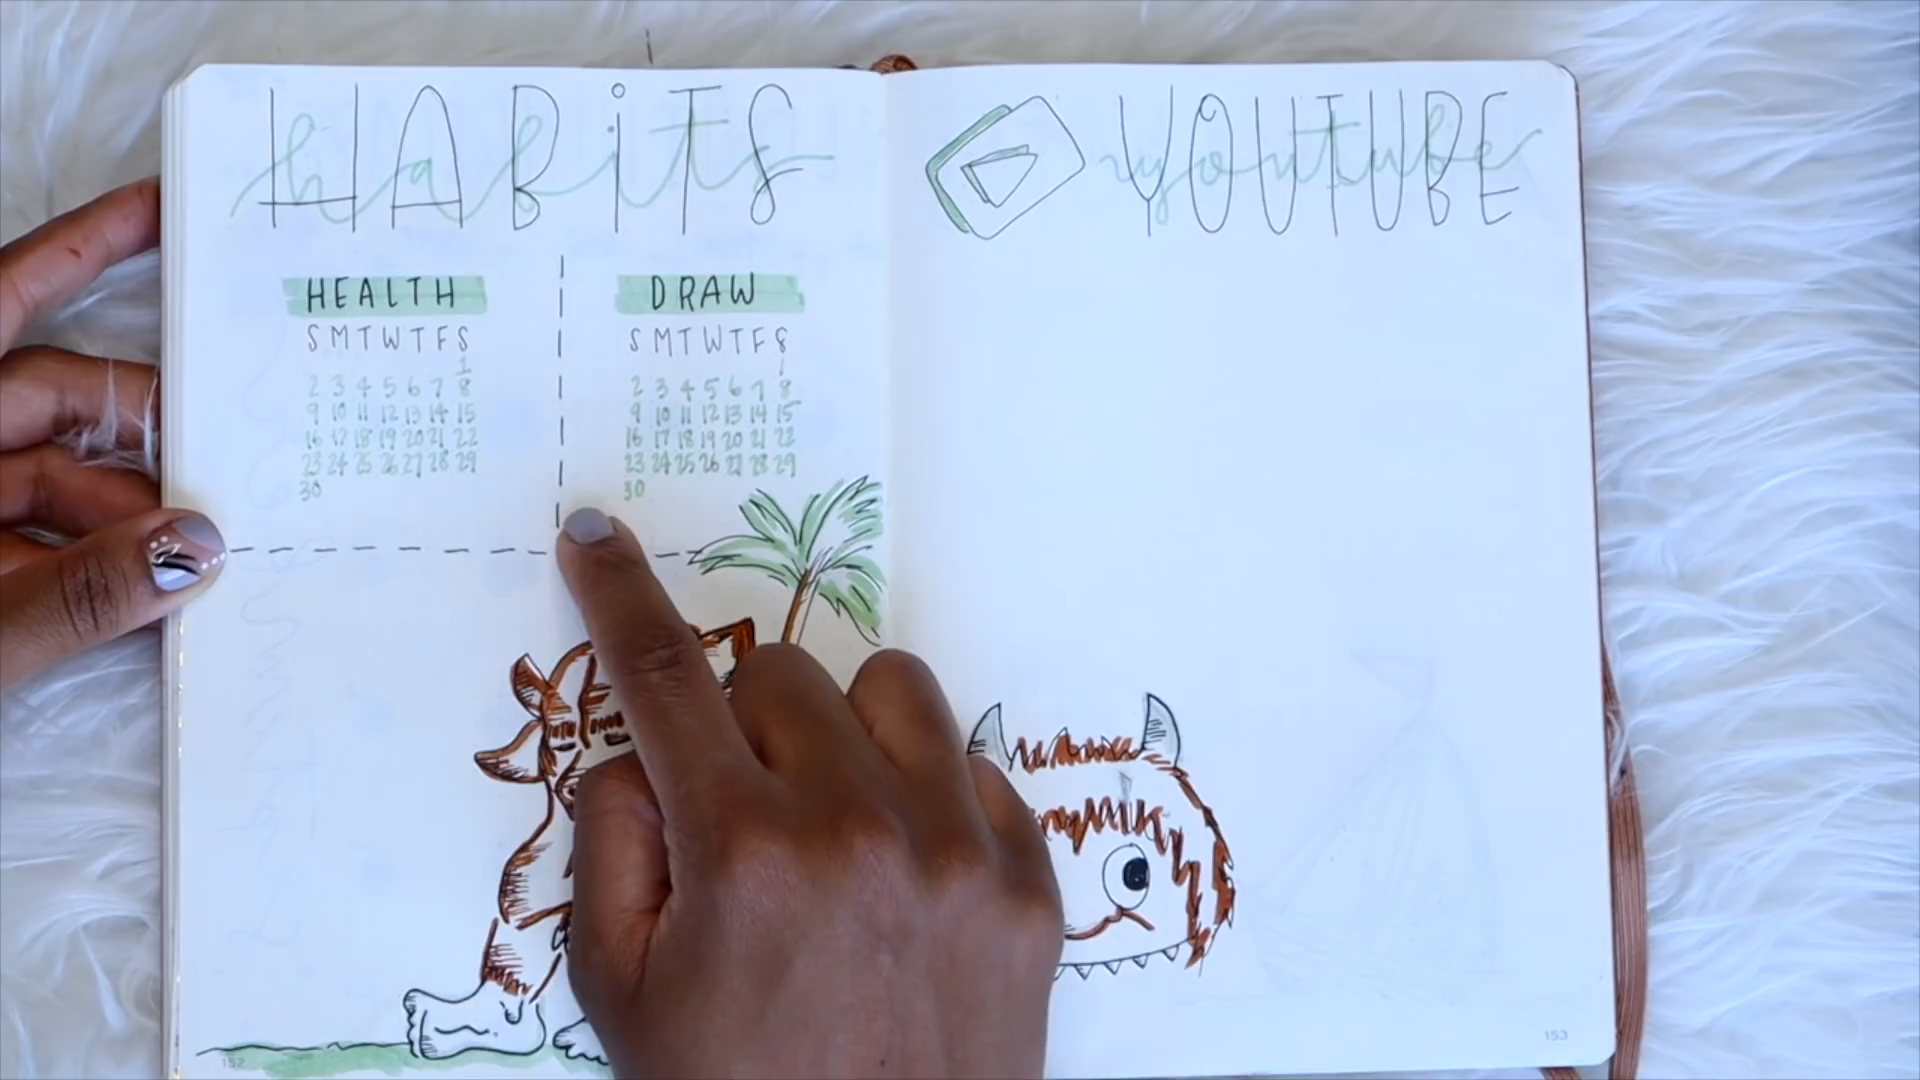 HABITS
habits
HEALTH
S M T W T F S
1
2 3 4 5 6 7 8
9 10 11 12 13 14 15
16 17 18 19 20 21 22
23 24 25 26 27 28 29
30
DRAW
S M T W T F S
1
2 3 4 5 6 7 8
9 10 11 12 13 14 15
16 17 18 19 20 21 22
23 24 25 26 27 28 29
30
152
YOUTUBE
youtube
153